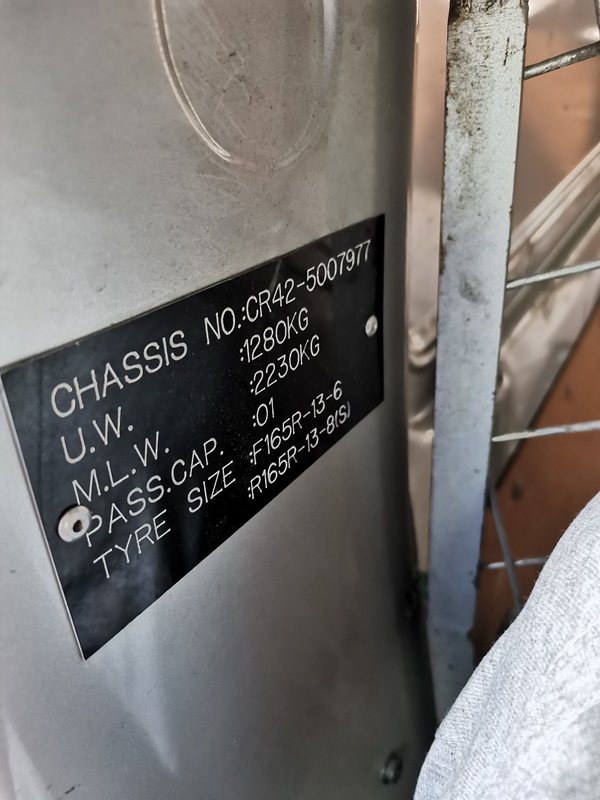 CHASSIS NO.:CR42-5007977
U.W. :1280KG
M.L.W. :2230KG
PASS.CAP. :01
TYRE SIZE :F165R-13-6
:R165R-13-8(S)